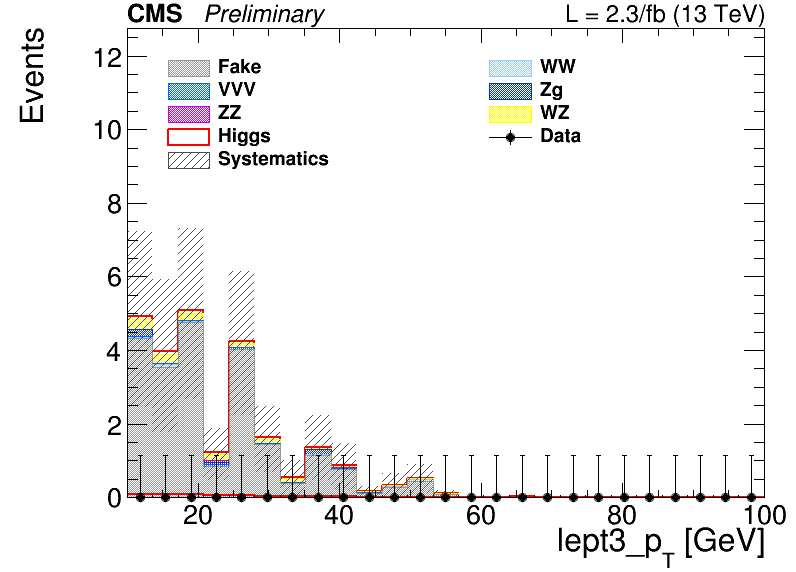 CMS Preliminary L = 2.3/fb (13 TeV)
Events
12
10
8
6
4
2
0
Fake WW
VVV Zg
ZZ WZ
Higgs Data
Systematics
20 40 60 80 100
lept3_p_T [GeV]